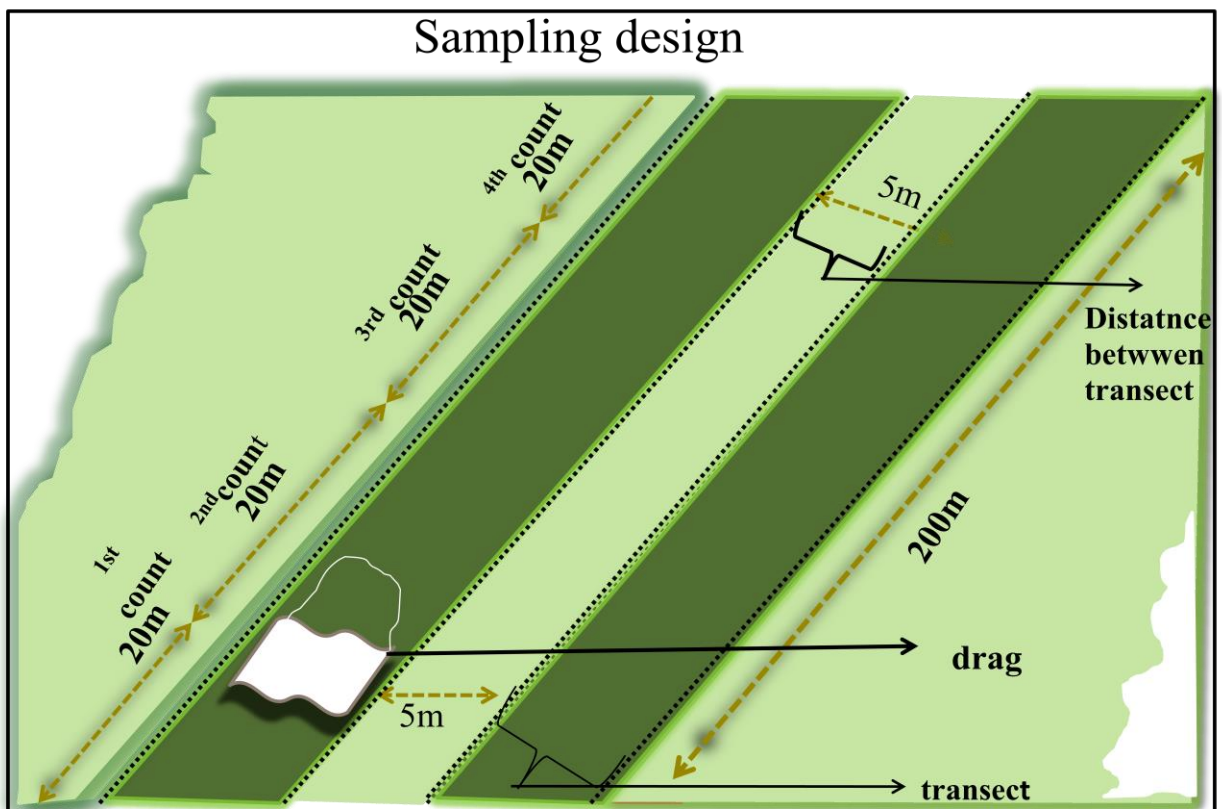 Sampling design
4th count
20m
3rd count
20m
2nd count
20m
1st
count
20m
5m
Distatnce
betwwen
transect
200m
drag
5m
transect